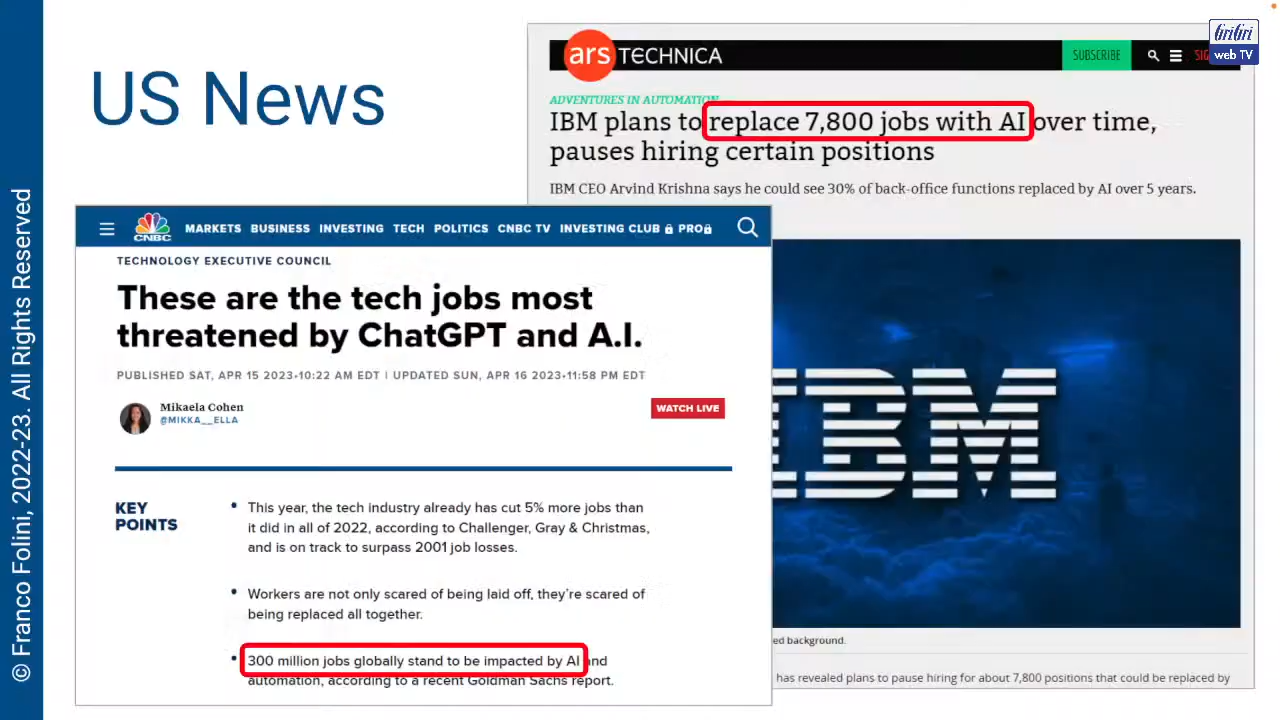 US News
© Franco Folini, 2022-23. All Rights Reserved
biribiri
web TV
ars TECHNICA
SUBSCRIBE
SIG
ADVENTURES IN AUTOMATION
IBM plans to replace 7,800 jobs with AI over time,
pauses hiring certain positions
IBM CEO Arvind Krishna says he could see 30% of back-office functions replaced by AI over 5 years.
IBM
ed background.
has revealed plans to pause hiring for about 7,800 positions that could be replaced by
CNBC
MARKETS BUSINESS INVESTING TECH POLITICS CNBC TV INVESTING CLUB PRO
TECHNOLOGY EXECUTIVE COUNCIL
These are the tech jobs most
threatened by ChatGPT and A.I.
PUBLISHED SAT, APR 15 2023•10:22 AM EDT | UPDATED SUN, APR 16 2023•11:58 PM EDT
Mikaela Cohen
@MIKKA__ELLA
WATCH LIVE
KEY
POINTS
• This year, the tech industry already has cut 5% more jobs than
it did in all of 2022, according to Challenger, Gray & Christmas,
and is on track to surpass 2001 job losses.
• Workers are not only scared of being laid off, they’re scared of
being replaced all together.
• 300 million jobs globally stand to be impacted by AI and
automation, according to a recent Goldman Sachs report.